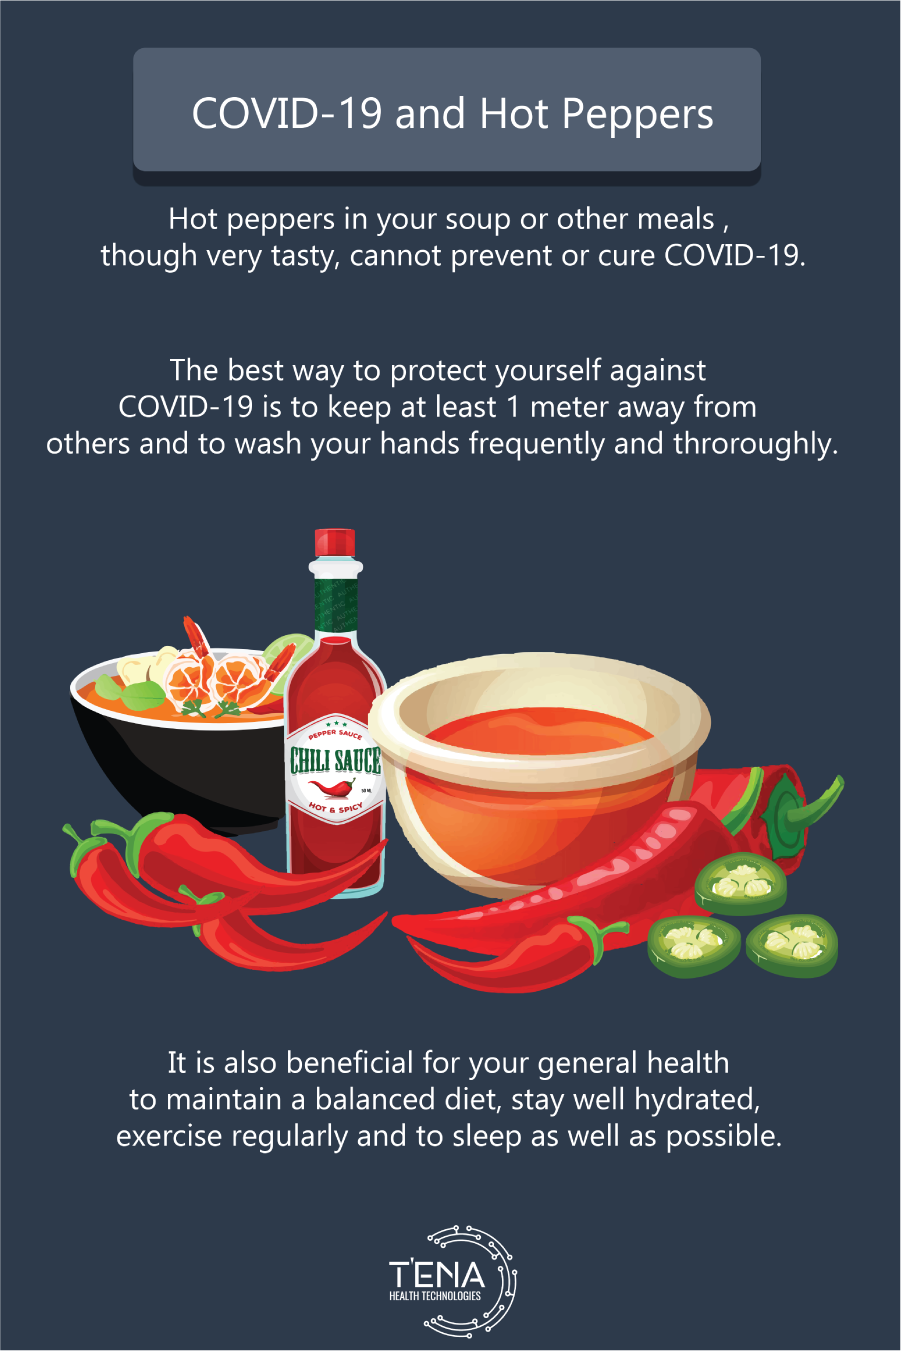 COVID-19 and Hot Peppers
Hot peppers in your soup or other meals ,
though very tasty, cannot prevent or cure COVID-19.
The best way to protect yourself against
COVID-19 is to keep at least 1 meter away from
others and to wash your hands frequently and throroughly.
AUTHENTIC
PEPPER SAUCE
CHILI SAUCE
HOT & SPICY
It is also beneficial for your general health
to maintain a balanced diet, stay well hydrated,
exercise regularly and to sleep as well as possible.
T'ENA
HEALTH TECHNOLOGIES